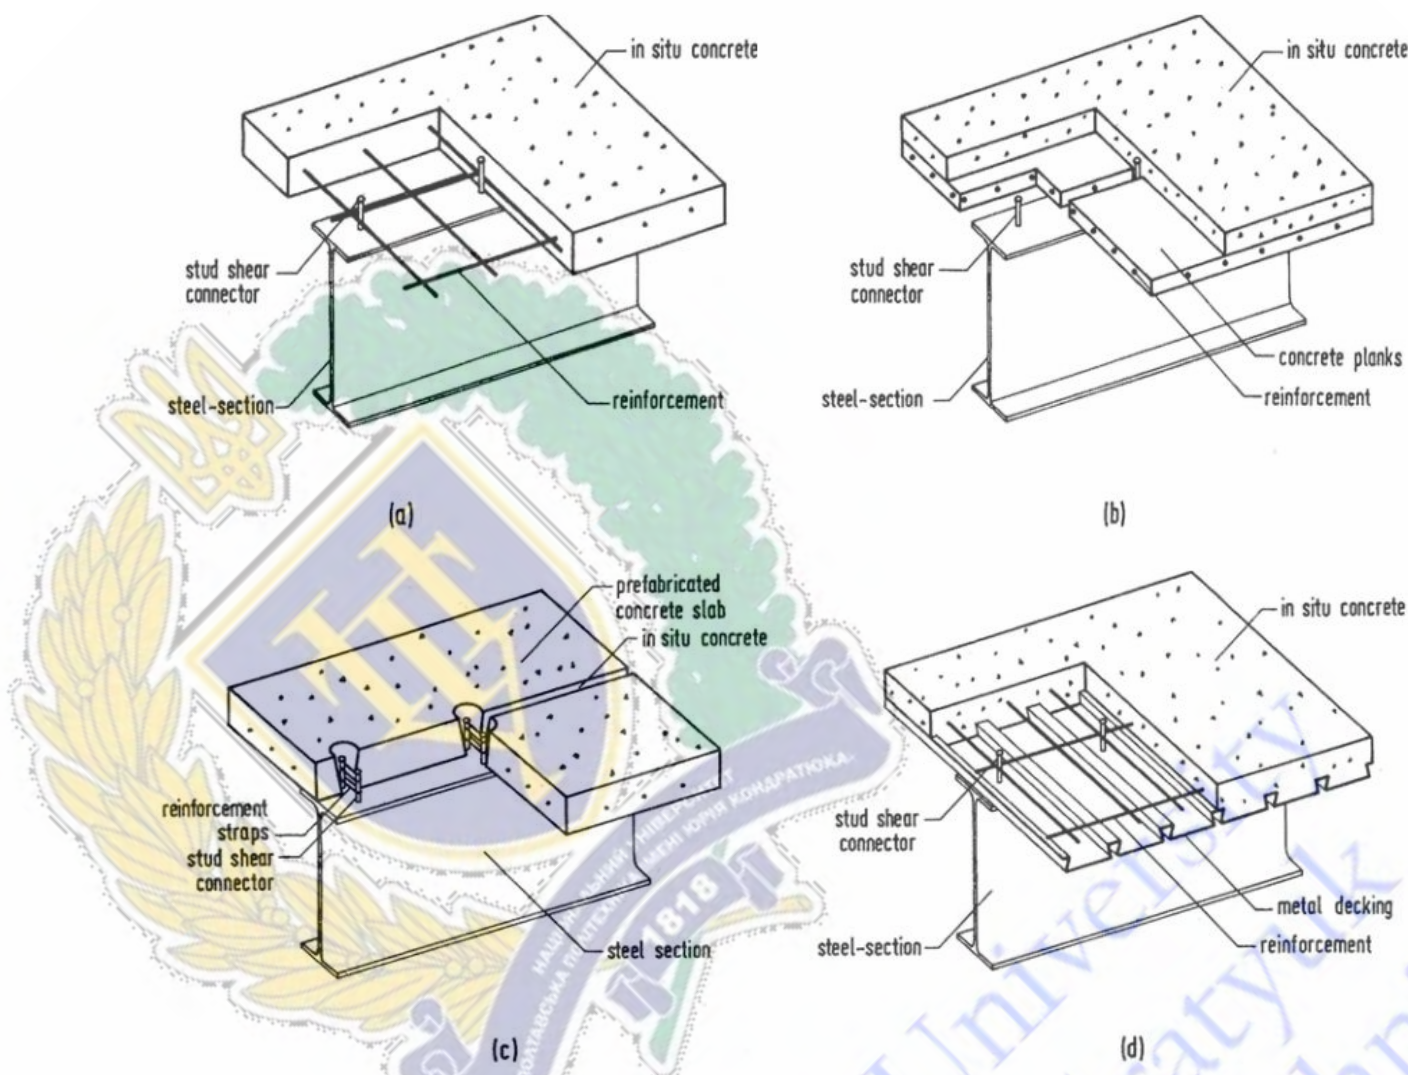 in situ concrete
stud shear
connector
steel-section
reinforcement
(a)
in situ concrete
stud shear
connector
concrete planks
reinforcement
steel-section
(b)
prefabricated
concrete slab
in situ concrete
reinforcement
straps
stud shear
connector
steel section
(c)
in situ concrete
stud shear
connector
metal decking
reinforcement
steel-section
(d)
1818
University